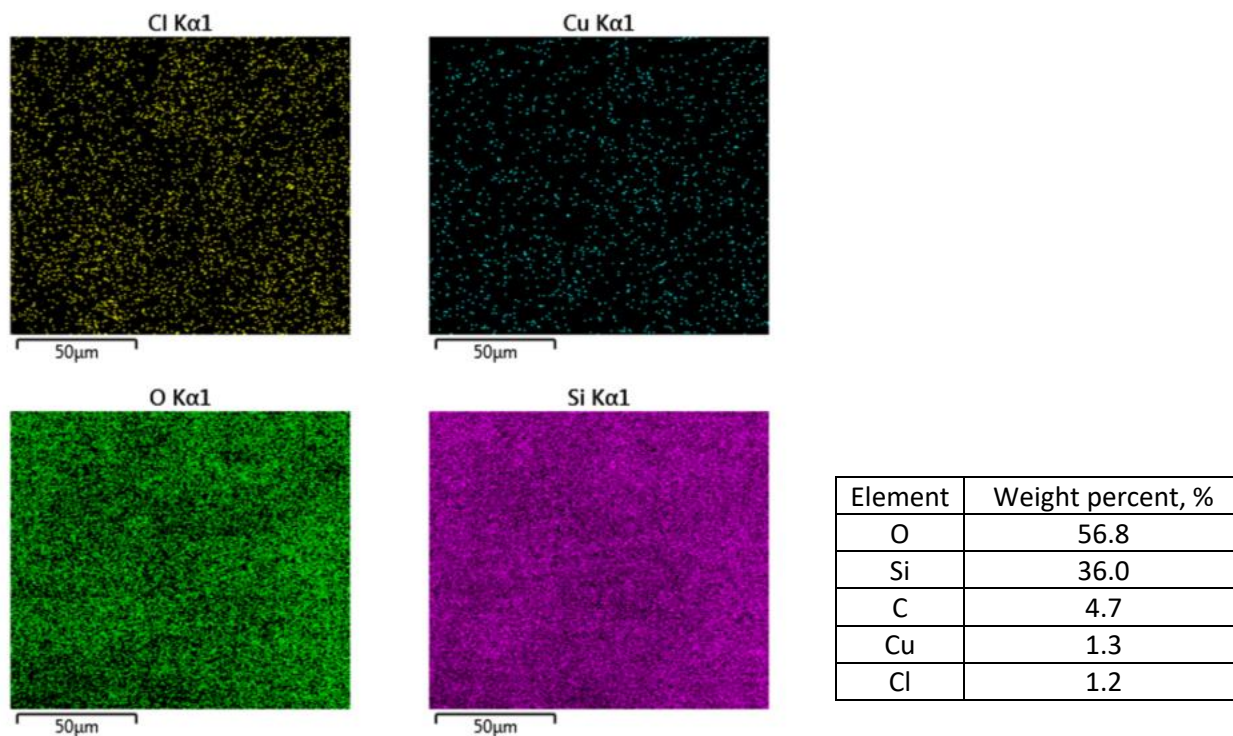 Cl Kα1
Cu Kα1
50μm
50μm
O Kα1
Si Kα1
50μm
50μm
Element Weight percent, %
O 56.8
Si 36.0
C 4.7
Cu 1.3
Cl 1.2